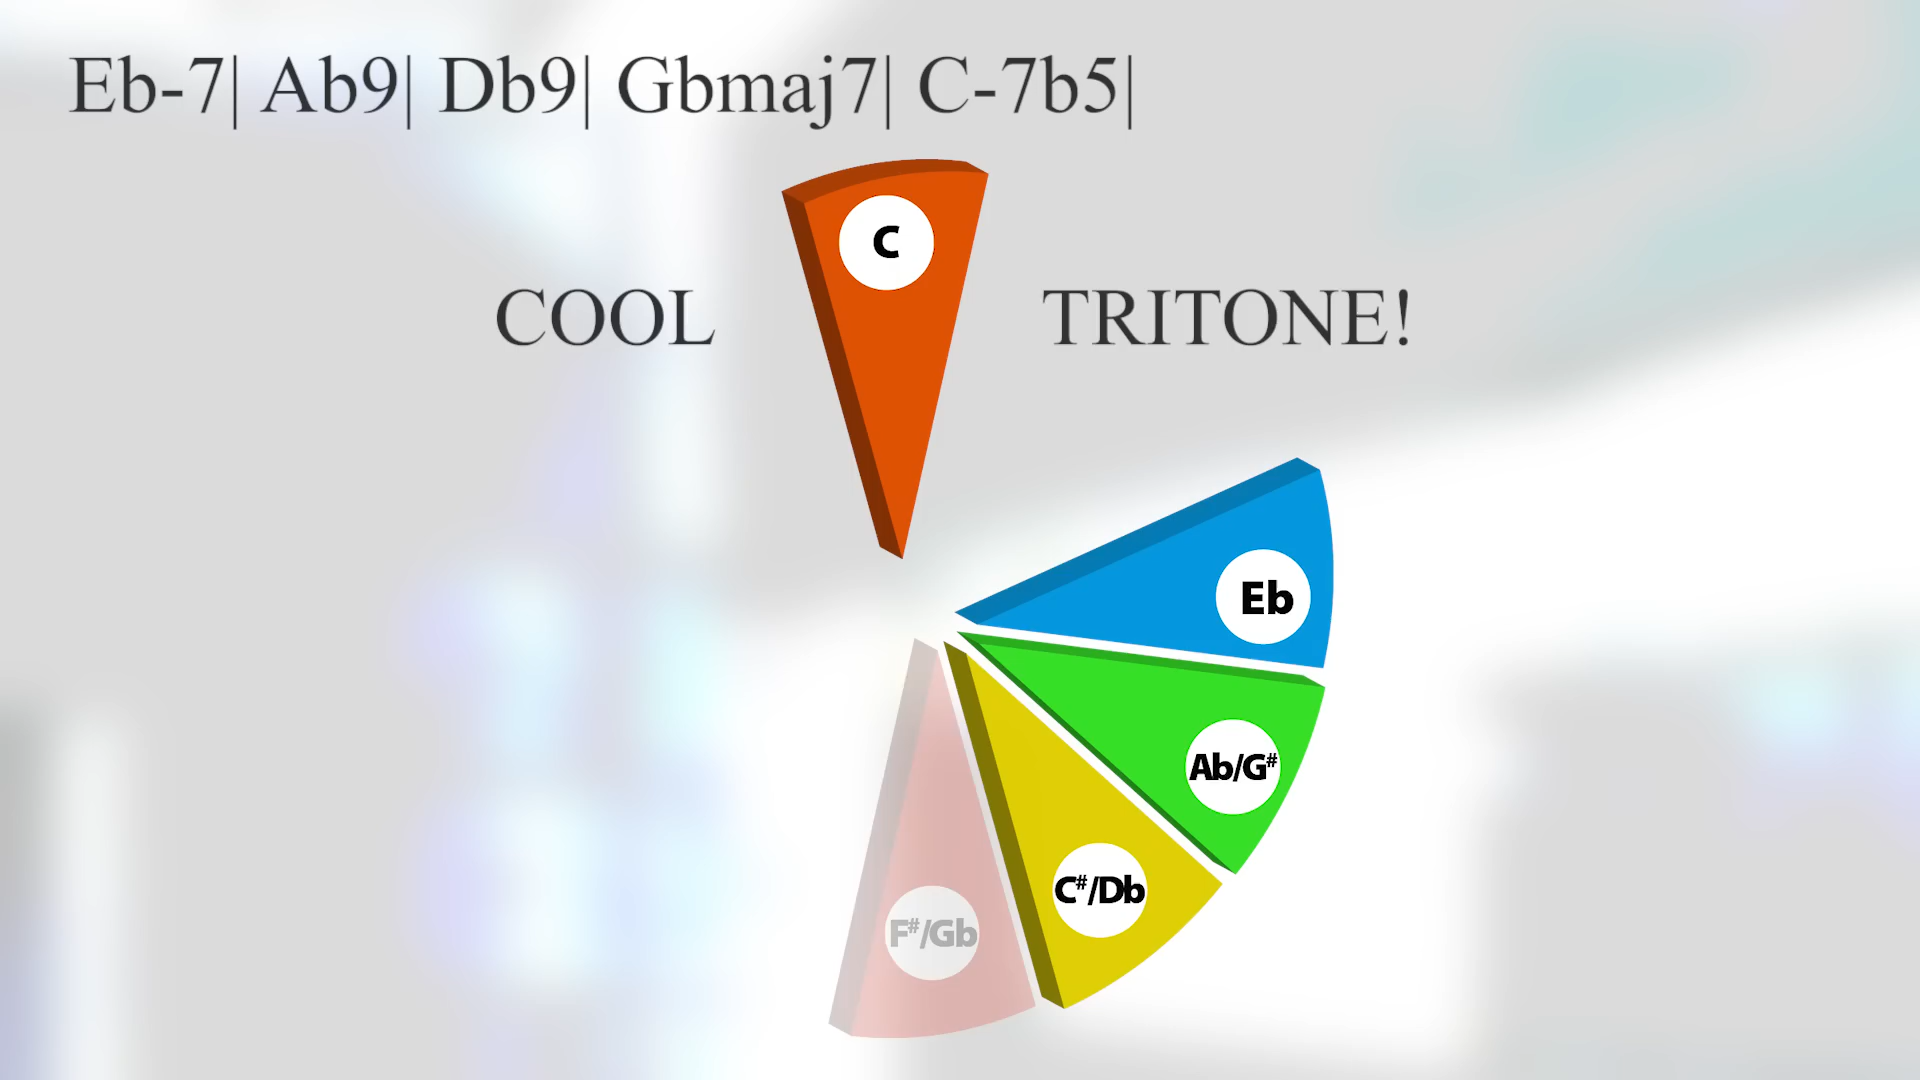 Eb-7| Ab9| Db9| Gbmaj7| C-7b5|
C
COOL TRITONE!
Eb
Ab/G#
C#/Db
F#/Gb